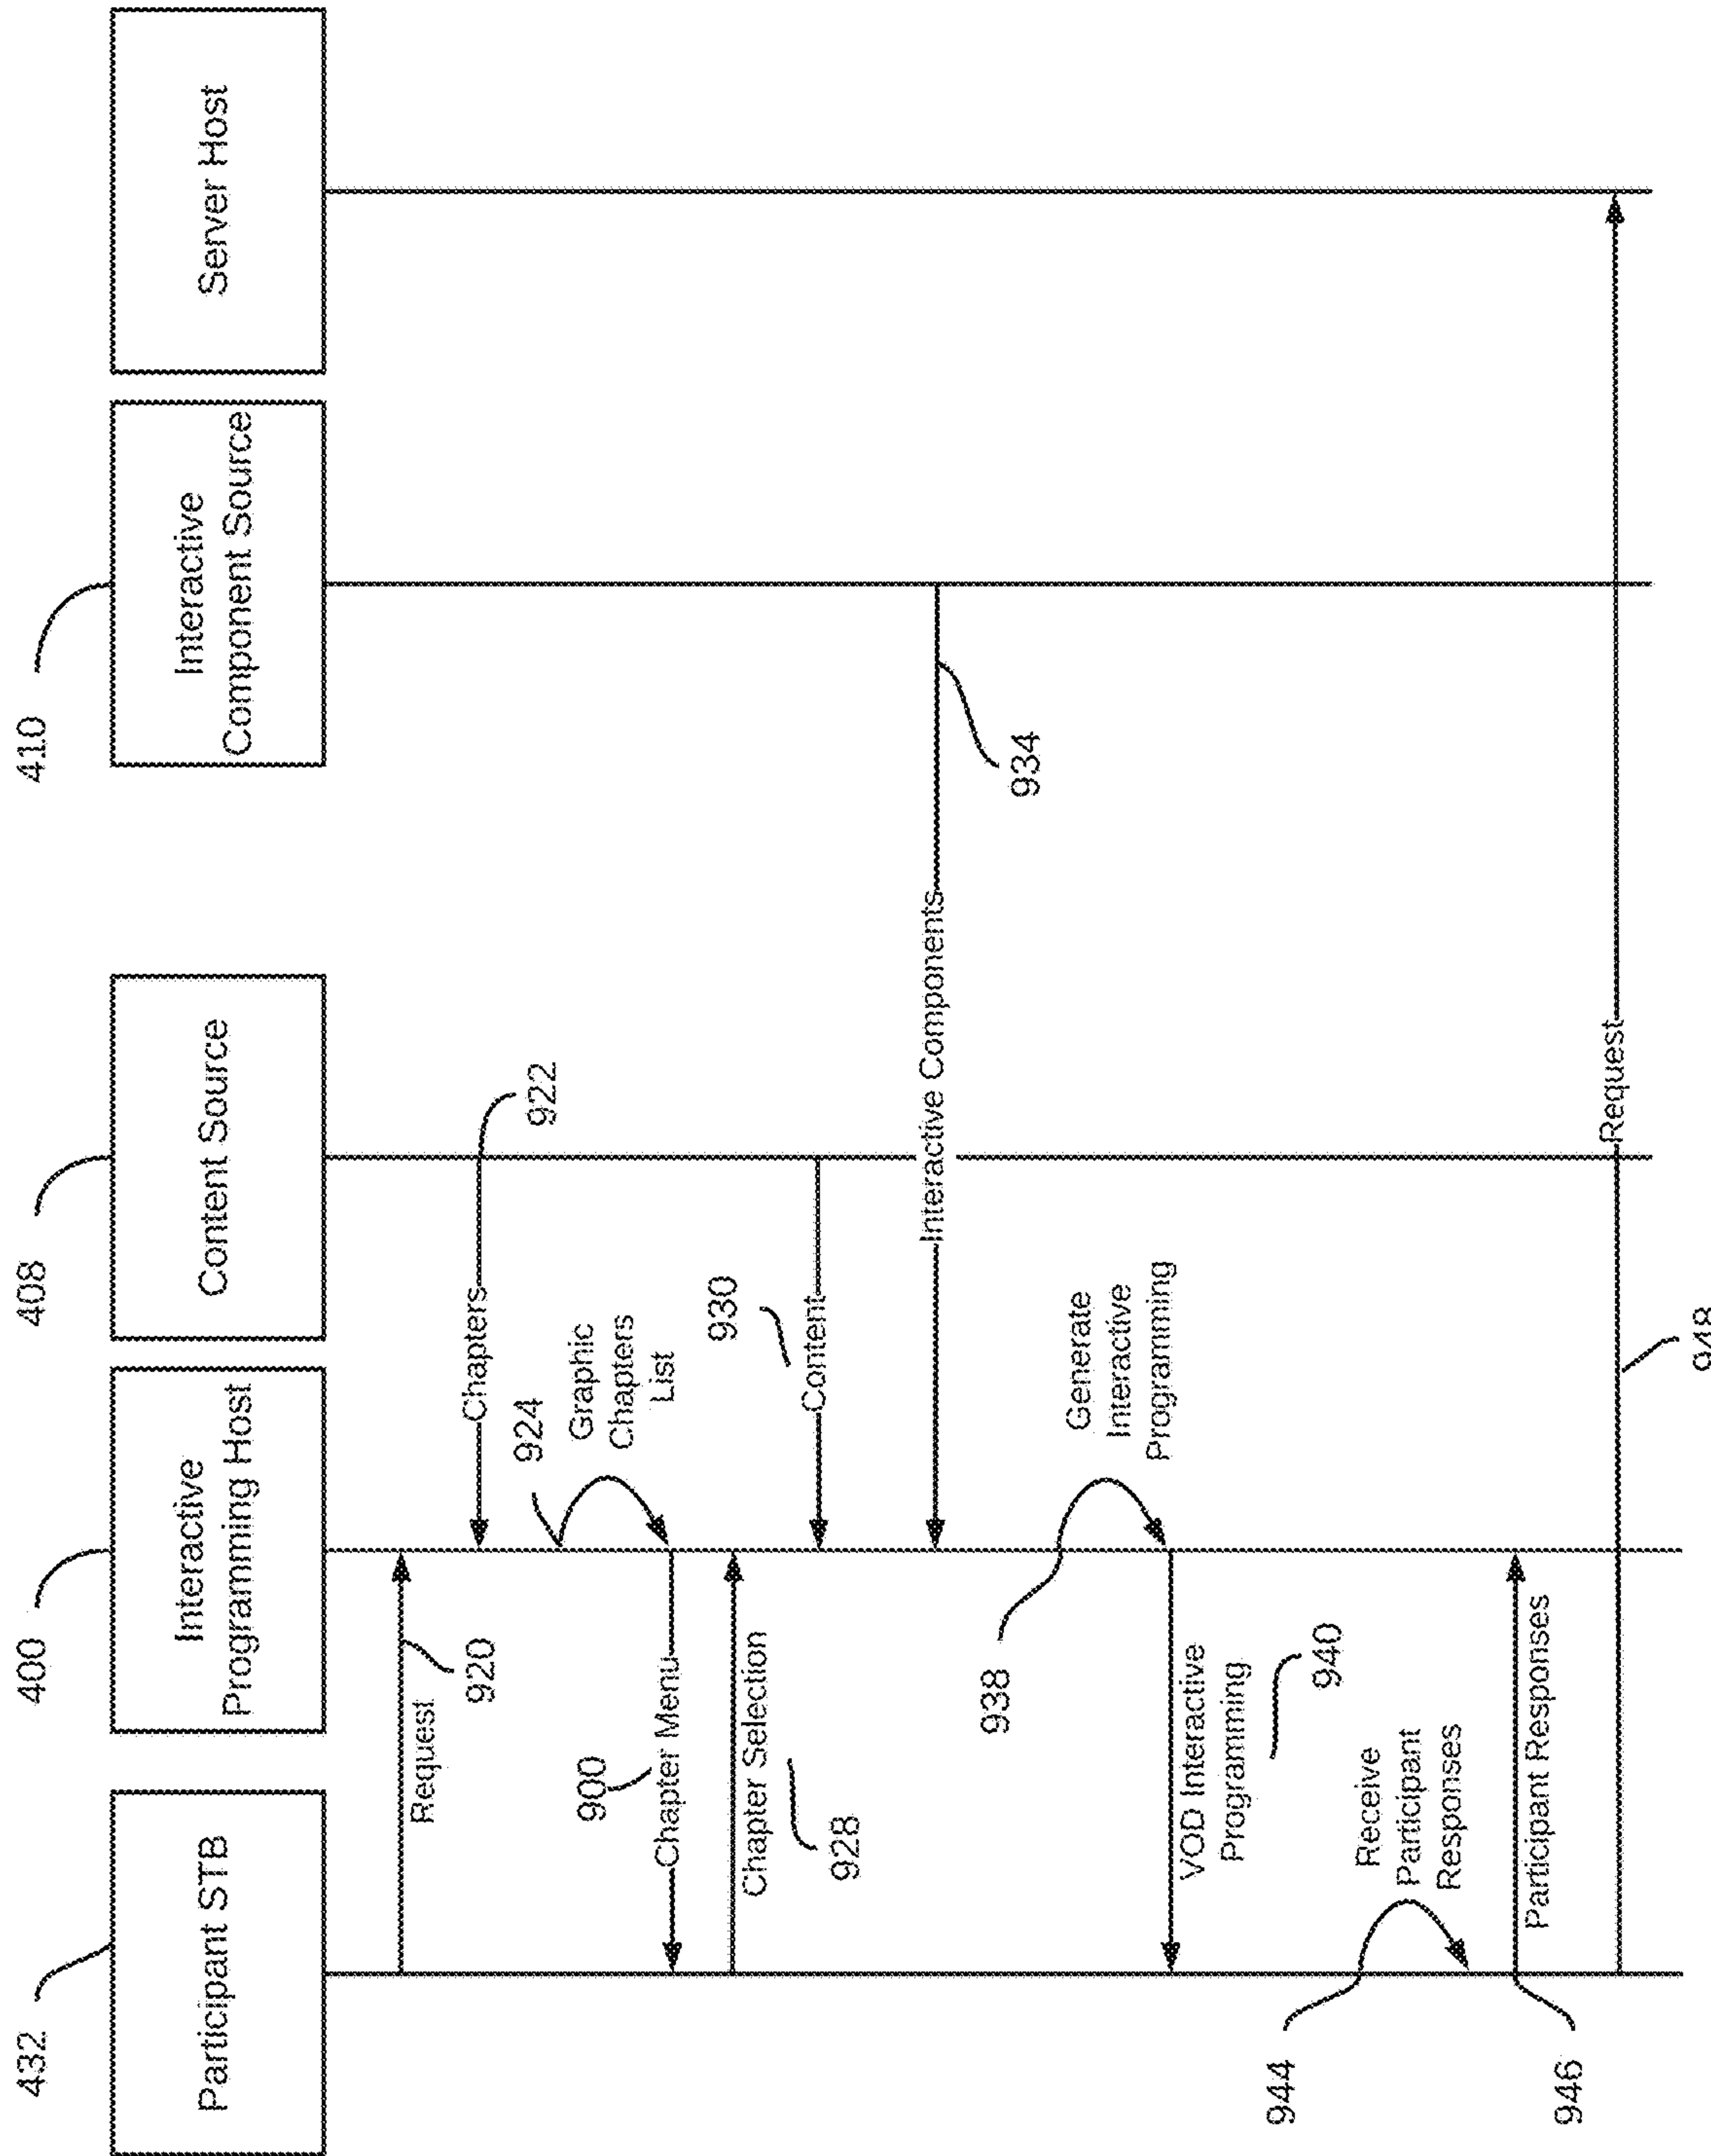 432
Participant STB
400
Interactive
Programming Host
408
Content Source
410
Interactive
Component Source
Server Host
Request
920
Chapters
922
924
Graphic
Chapters
List
900
Chapter Menu
Chapter Selection
928
930
Content
Interactive Components
934
938
Generate
Interactive
Programming
VOD Interactive
Programming
940
944
Receive
Participant
Responses
Participant Responses
946
Request
948